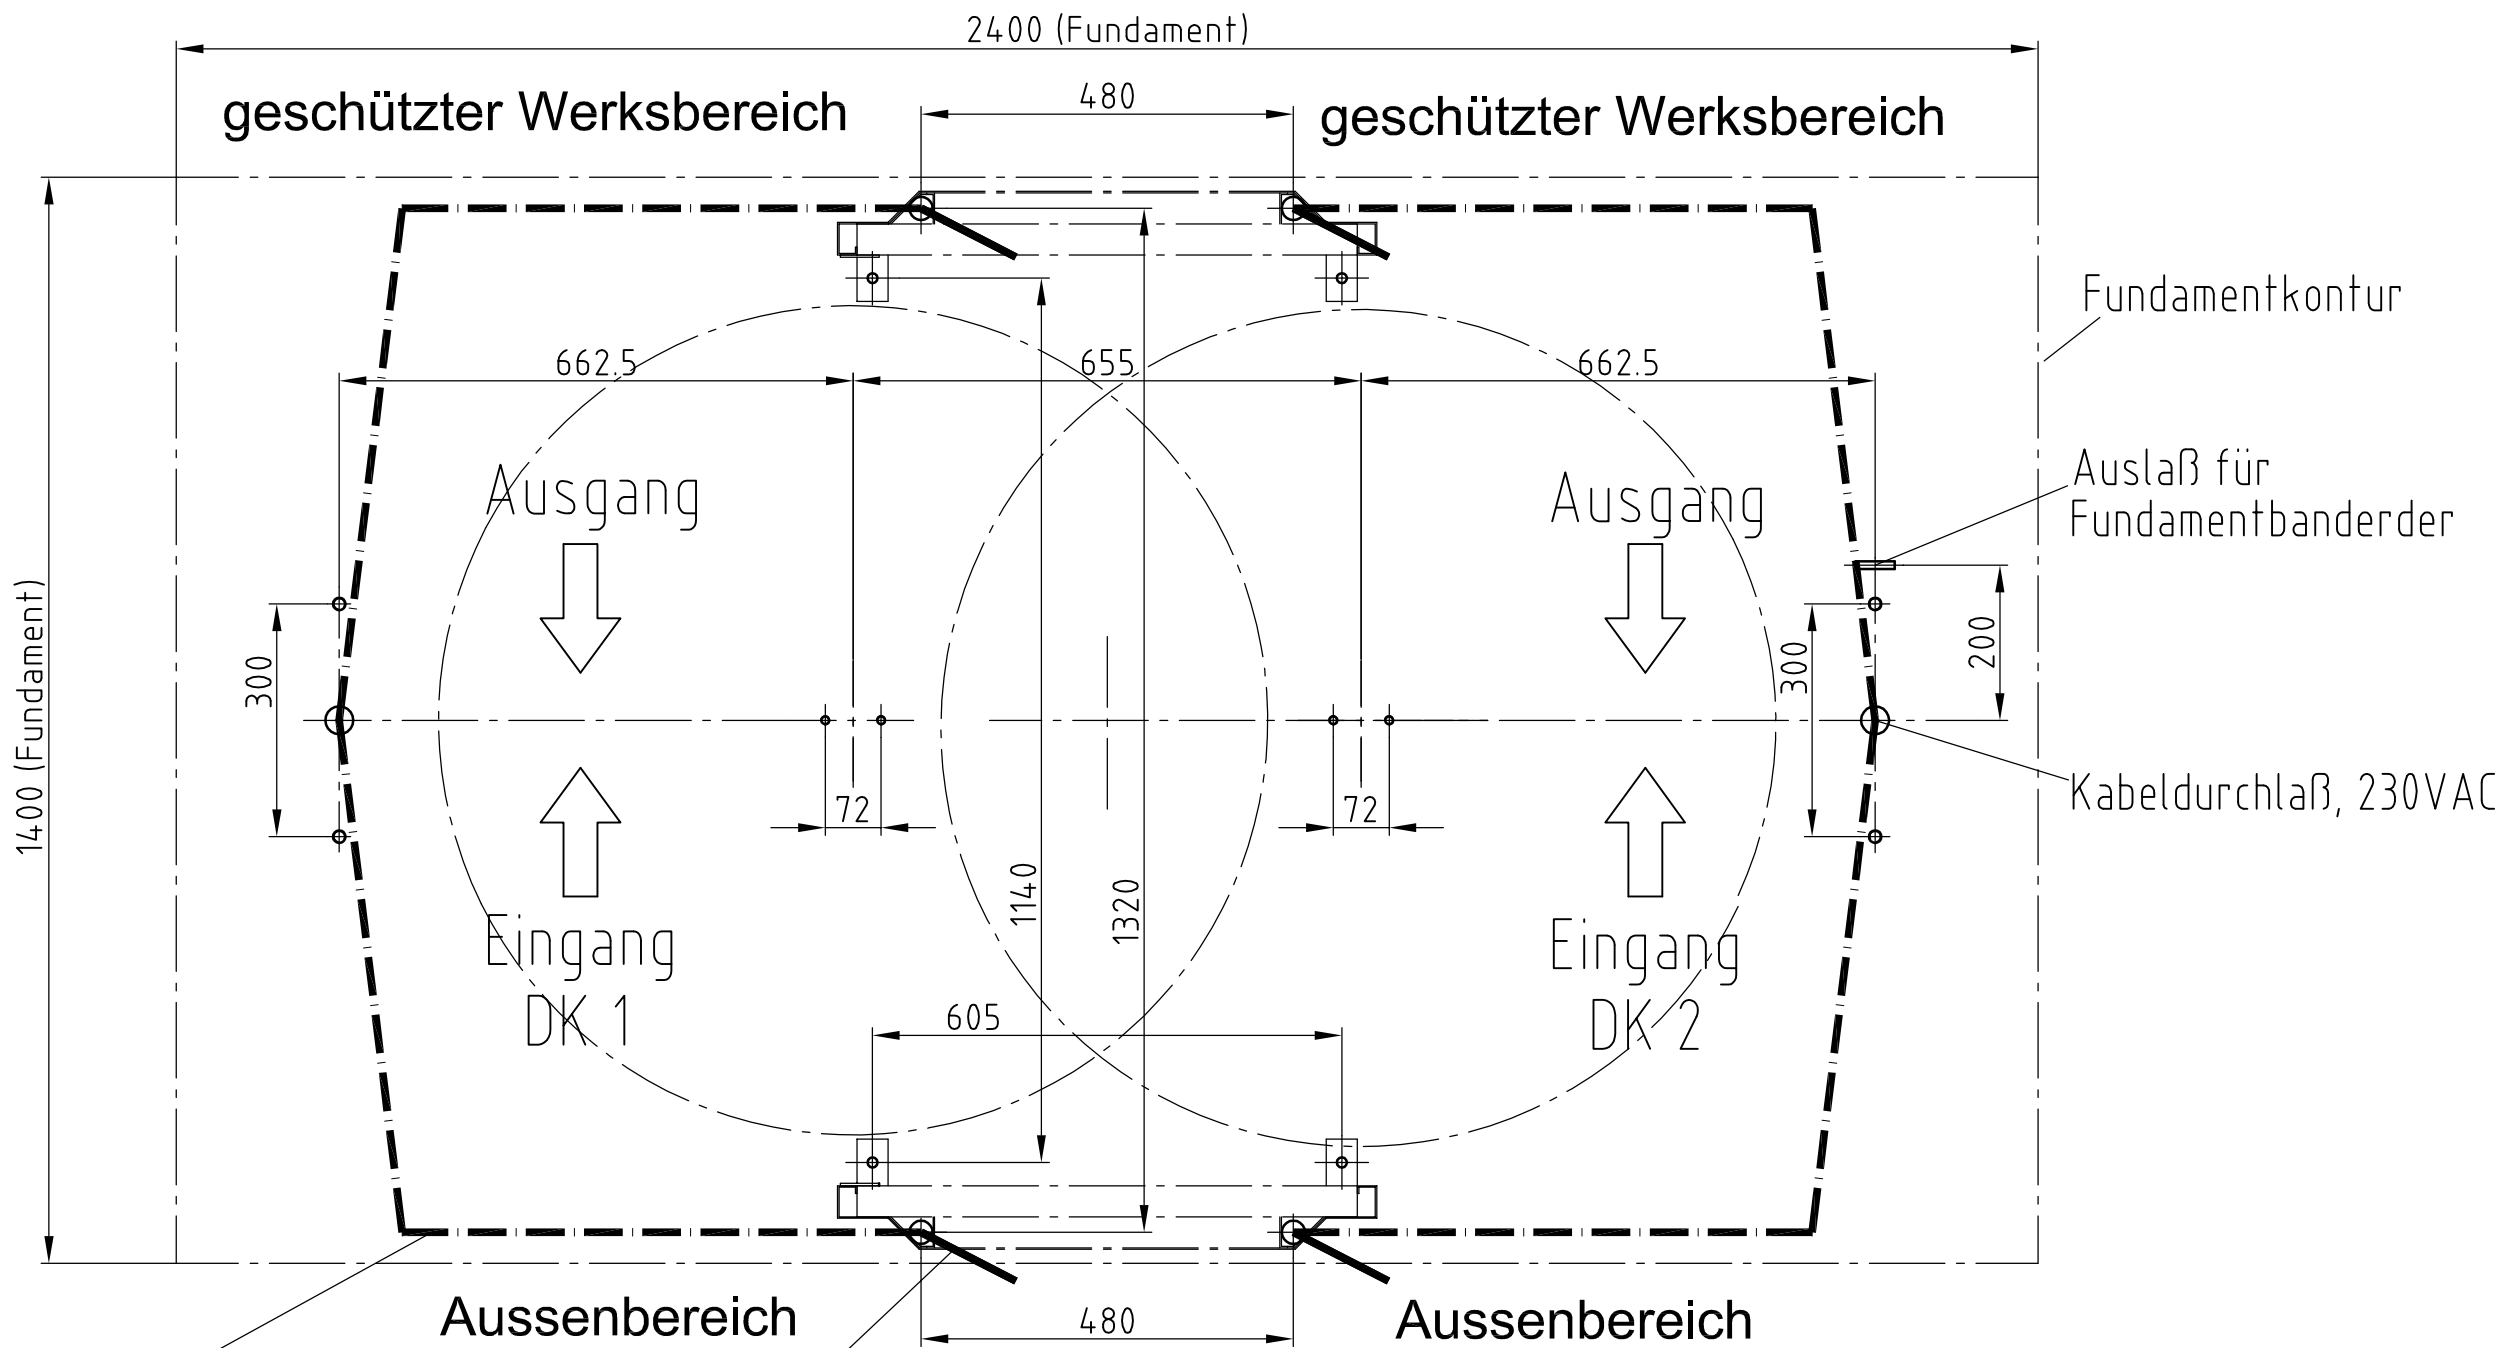 2400 (Fundament)
480
geschützter Werksbereich
geschützter Werksbereich
Fundamentkontur
662.5
655
662.5
Ausgang
Ausgang
Auslaß für
Fundamentbanderder
1400 (Fundament)
300
300
200
72
72
Kabeldurchlaß, 230VAC
1140
1320
Eingang
DK 1
Eingang
DK 2
605
Aussenbereich
480
Aussenbereich